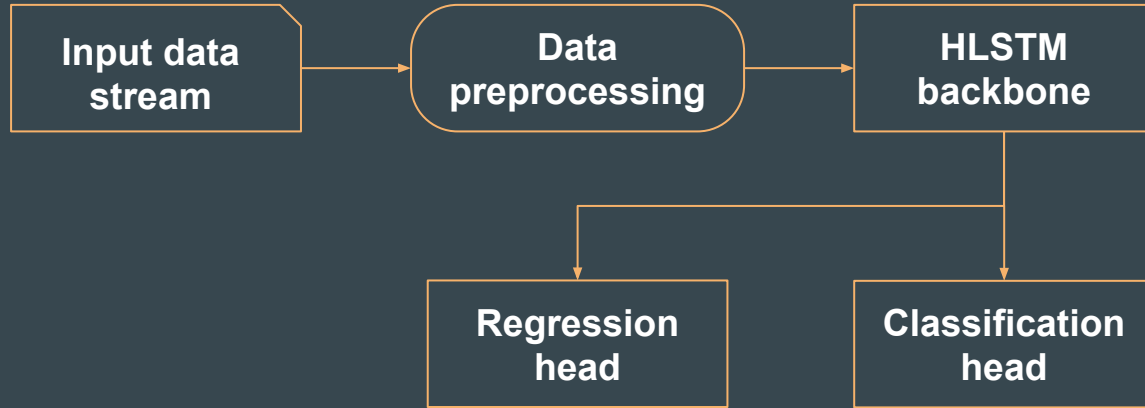 Input data
stream
Data
preprocessing
HLSTM
backbone
Regression
head
Classification
head